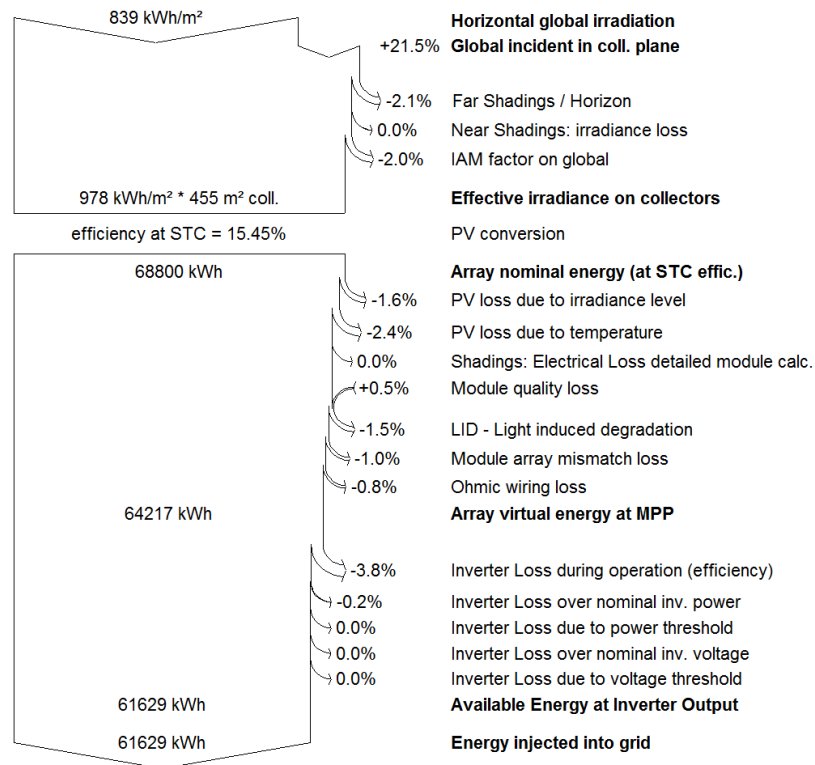 839 kWh/m² Horizontal global irradiation
+21.5% Global incident in coll. plane
-2.1% Far Shadings / Horizon
0.0% Near Shadings: irradiance loss
-2.0% IAM factor on global
978 kWh/m² * 455 m² coll. Effective irradiance on collectors
efficiency at STC = 15.45% PV conversion
68800 kWh Array nominal energy (at STC effic.)
-1.6% PV loss due to irradiance level
-2.4% PV loss due to temperature
0.0% Shadings: Electrical Loss detailed module calc.
+0.5% Module quality loss
-1.5% LID - Light induced degradation
-1.0% Module array mismatch loss
-0.8% Ohmic wiring loss
64217 kWh Array virtual energy at MPP
-3.8% Inverter Loss during operation (efficiency)
-0.2% Inverter Loss over nominal inv. power
0.0% Inverter Loss due to power threshold
0.0% Inverter Loss over nominal inv. voltage
0.0% Inverter Loss due to voltage threshold
61629 kWh Available Energy at Inverter Output
61629 kWh Energy injected into grid